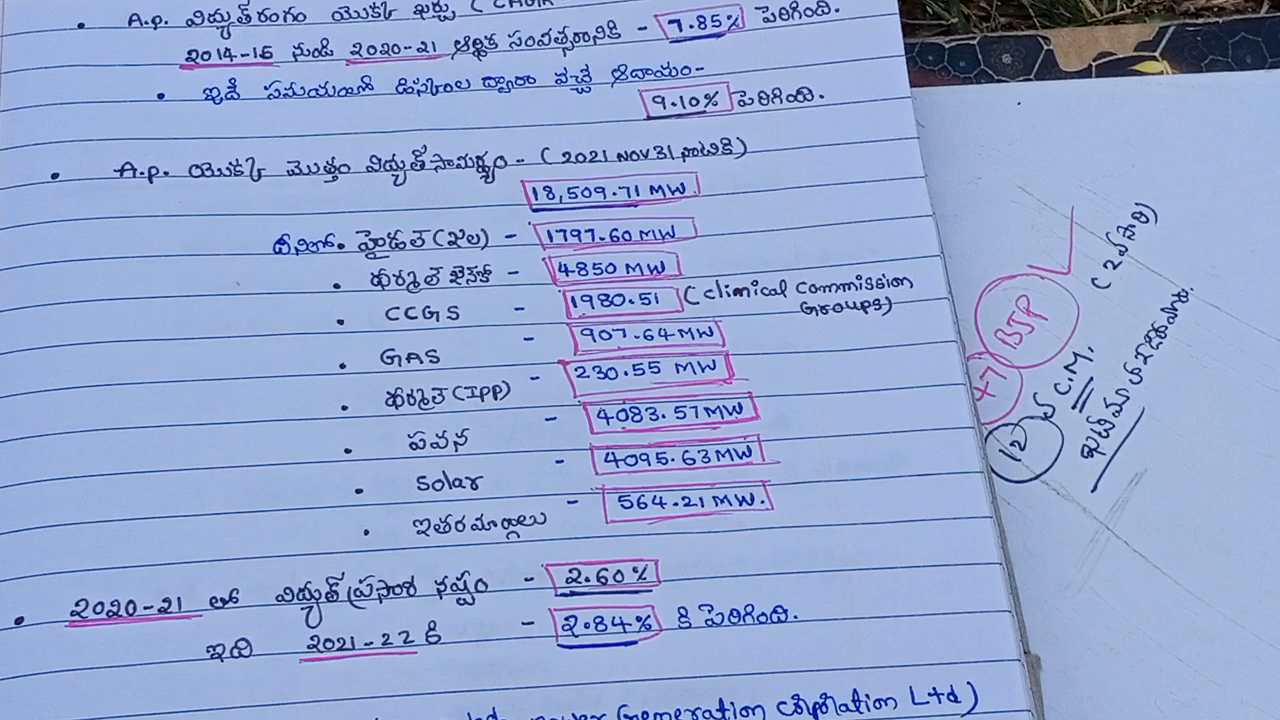 • A.p. విద్యుత్ రంగం యొక్క ఖర్చు (
2014-15 నుండి 2020-21 ఆర్థిక సంవత్సరానికి - 7.85% పెరిగింది.
• ఇదే సమయంలో డిస్కంల ద్వారా వచ్చే ఆదాయం-
9.10% పెరిగింది.
• A.p. యొక్క మొత్తం విద్యుత్ సామర్థ్యం - (2021 NOV 31 నాటికి)
18,509.71 MW.
దీనిలో. హైడల్ (జల) - 1797.60 MW
• థర్మల్ జెన్‌కో - 4850 MW
• CCGS - 1980.51 (clinical commission
Groups)
• GAS - 907.64 MW
• థర్మల్ (IPP) - 230.55 MW
• పవన - 4083.57 MW
• solar - 4095.63 MW
• ఇతర మార్గాలు - 564.21 MW.
• 2020-21 లో విద్యుత్ ప్రసార నష్టం - 2.60%
ఇది 2021-22 కి - 2.84% కి పెరిగింది.
Generation corporation Ltd)
BJP
+7
(2వ సారి)
12 వ C.M.